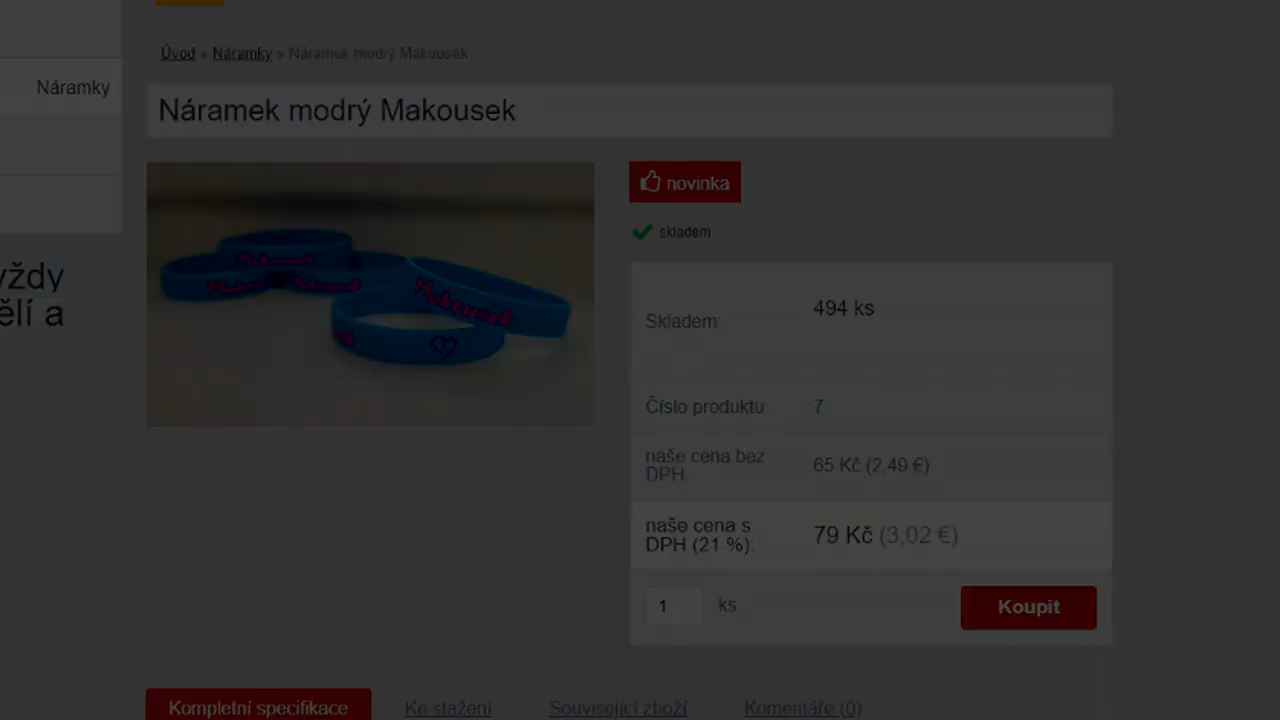 Úvod » Náramky » Náramek modrý Makousek
Náramky
Náramek modrý Makousek
novinka
skladem
vždy
ělí a
Makousek
Skladem:
494 ks
Číslo produktu:
7
naše cena bez
DPH
65 Kč (2,49 €)
naše cena s
DPH (21 %):
79 Kč (3,02 €)
1
ks
Koupit
Kompletní specifikace
Ke stažení
Související zboží
Komentáře (0)